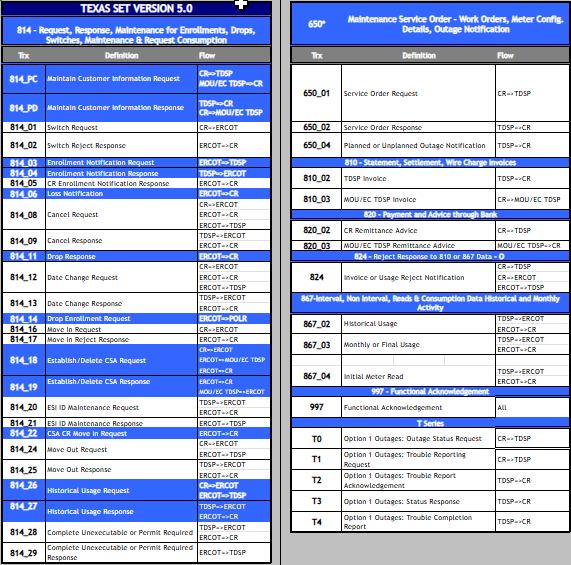 TEXAS SET VERSION 5.0
814 - Request, Response, Maintenance for Enrollments, Drops,
Switches, Maintenance & Request Consumption
Trx Definition Flow
814_PC Maintain Customer Information Request CR=>TDSP
MOU/EC TDSP=>CR
814_PD Maintain Customer Information Response TDSP=>CR
CR=>MOU/EC TDSP
814_01 Switch Request CR=>ERCOT
814_02 Switch Reject Response ERCOT=>CR
814_03 Enrollment Notification Request ERCOT=>TDSP
814_04 Enrollment Notification Response TDSP=>ERCOT
814_05 CR Enrollment Notification Response ERCOT=>CR
814_06 Loss Notification ERCOT=>CR
814_08 Cancel Request CR=>ERCOT
ERCOT=>CR
ERCOT=>TDSP
814_09 Cancel Response TDSP=>ERCOT
ERCOT=>CR
814_11 Drop Response ERCOT=>CR
814_12 Date Change Request CR=>ERCOT
ERCOT=>CR
ERCOT=>TDSP
814_13 Date Change Response TDSP=>ERCOT
ERCOT=>CR
814_14 Drop Enrollment Request ERCOT=>POLR
814_16 Move In Request CR=>ERCOT
814_17 Move In Reject Response ERCOT=>CR
814_18 Establish/Delete CSA Request CR=>ERCOT
ERCOT=>MOU/EC TDSP
ERCOT=>CR
814_19 Establish/Delete CSA Response ERCOT=>CR
MOU/EC TDSP=>ERCOT
814_20 ESI ID Maintenance Request TDSP=>ERCOT
ERCOT=>CR
814_21 ESI ID Maintenance Response ERCOT=>TDSP
814_22 CSA CR Move In Request ERCOT=>CR
814_24 Move Out Request CR=>ERCOT
ERCOT=>TDSP
814_25 Move Out Response TDSP=>ERCOT
ERCOT=>CR
814_26 Historical Usage Request CR=>ERCOT
ERCOT=>TDSP
814_27 Historical Usage Response TDSP=>ERCOT
ERCOT=>CR
814_28 Complete Unexecutable or Permit Required TDSP=>ERCOT
ERCOT=>CR
814_29 Complete Unexecutable or Permit Required
Response ERCOT=>TDSP
650* Maintenance Service Order - Work Orders, Meter Config.
Details, Outage Notification
Trx Definition Flow
650_01 Service Order Request CR=>TDSP
650_02 Service Order Response TDSP=>CR
650_04 Planned or Unplanned Outage Notification TDSP=>CR
810 - Statement, Settlement, Wire Charge Invoices
810_02 TDSP Invoice TDSP=>CR
810_03 MOU/EC TDSP Invoice CR=>MOU/EC TDSP
820 - Payment and Advice through Bank
820_02 CR Remittance Advice CR=>TDSP
820_03 MOU/EC TDSP Remittance Advice MOU/EC TDSP=>CR
824 - Reject Response to 810 or 867 Data - O
824 Invoice or Usage Reject Notification CR=>TDSP
CR=>ERCOT
ERCOT=>TDSP
867-Interval, Non Interval, Reads & Consumption Data Historical and Monthly
Activity
867_02 Historical Usage TDSP=>ERCOT
ERCOT=>CR
867_03 Monthly or Final Usage TDSP=>ERCOT
ERCOT=>CR
867_04 Initial Meter Read TDSP=>ERCOT
ERCOT=>CR
997 - Functional Acknowledgement
997 Functional Acknowledgement All
T Series
T0 Option 1 Outages: Outage Status Request CR=>TDSP
T1 Option 1 Outages: Trouble Reporting
Request CR=>TDSP
T2 Option 1 Outages: Trouble Report
Acknowledgement TDSP=>CR
T3 Option 1 Outages: Status Response TDSP=>CR
T4 Option 1 Outages: Trouble Completion
Report TDSP=>CR